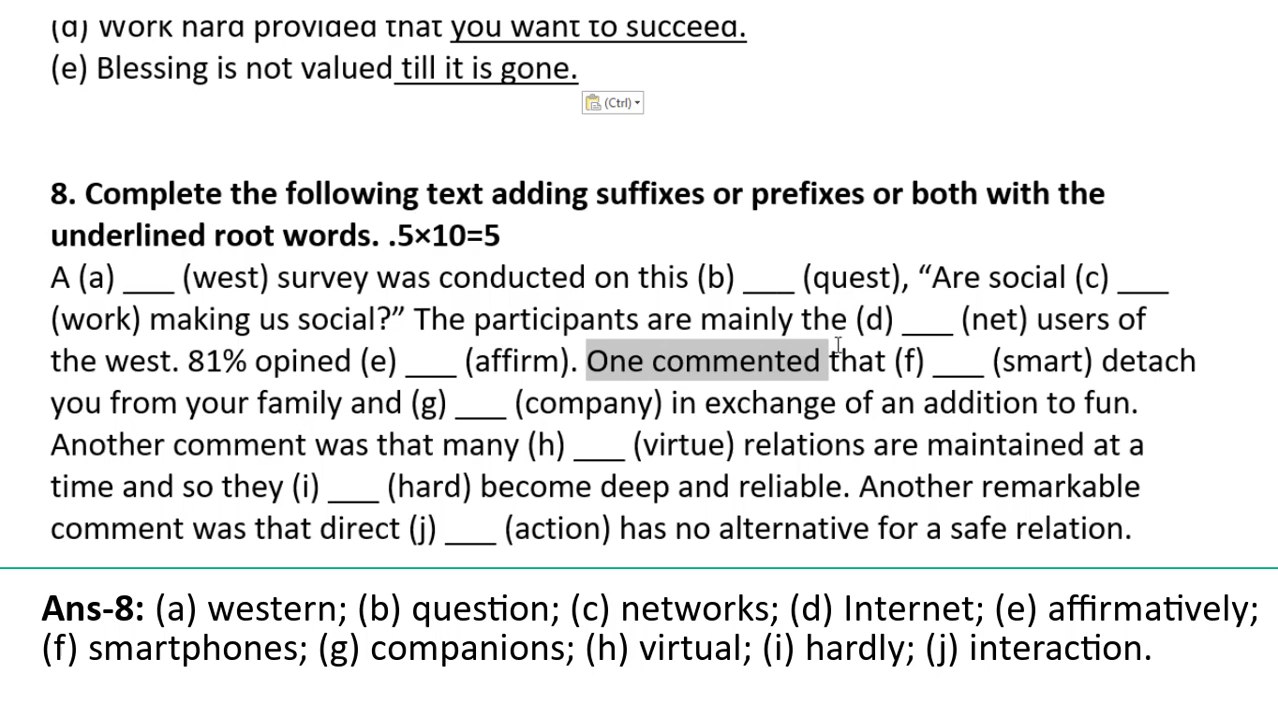 (d) Work hard provided that you want to succeed.
(e) Blessing is not valued till it is gone.
(Ctrl)
8. Complete the following text adding suffixes or prefixes or both with the
underlined root words. .5×10=5
A (a) ___ (west) survey was conducted on this (b) ___ (quest), “Are social (c) ___
(work) making us social?” The participants are mainly the (d) ___ (net) users of
the west. 81% opined (e) ___ (affirm). One commented that (f) ___ (smart) detach
you from your family and (g) ___ (company) in exchange of an addition to fun.
Another comment was that many (h) ___ (virtue) relations are maintained at a
time and so they (i) ___ (hard) become deep and reliable. Another remarkable
comment was that direct (j) ___ (action) has no alternative for a safe relation.
Ans-8: (a) western; (b) question; (c) networks; (d) Internet; (e) affirmatively;
(f) smartphones; (g) companions; (h) virtual; (i) hardly; (j) interaction.